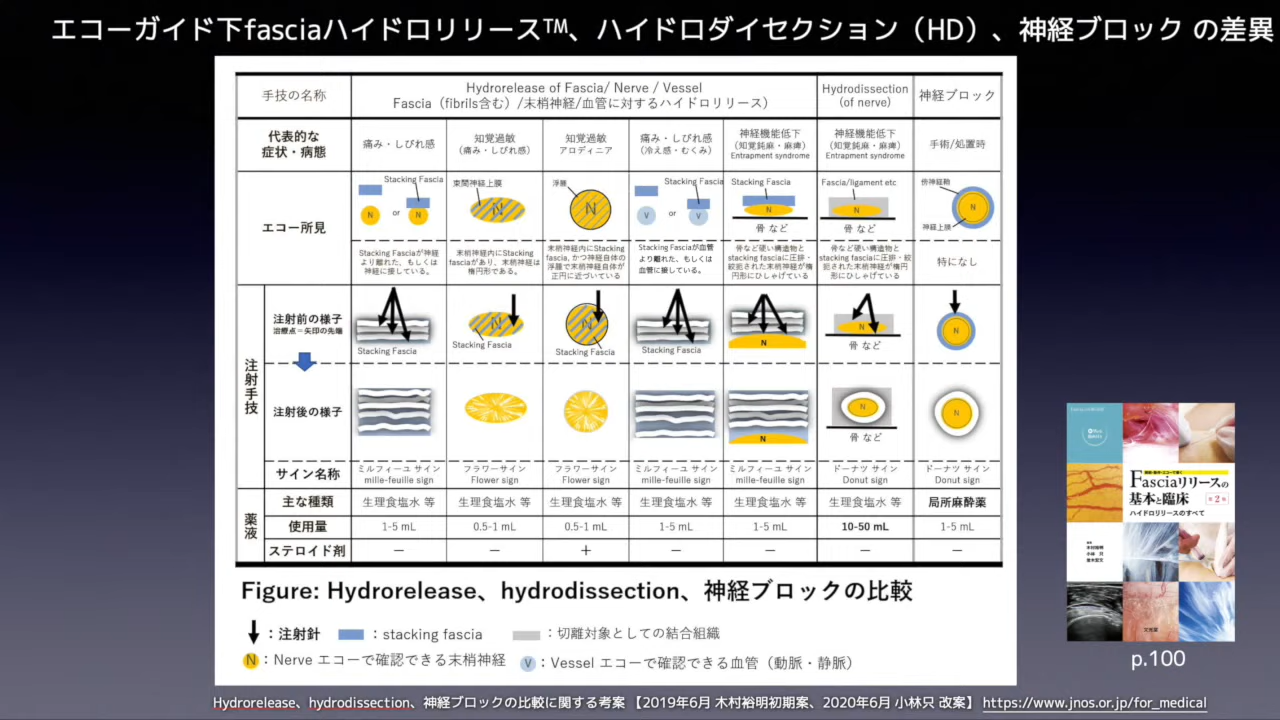 エコーガイド下fasciaハイドロリリース™、ハイドロダイセクション（HD）、神経ブロック の差異
手技の名称
Hydrorelease of Fascia/ Nerve / Vessel
Fascia（fibrils含む）/末梢神経/血管に対するハイドロリリース）
Hydrodissection
(of nerve)
神経ブロック
代表的な
症状・病態
痛み・しびれ感
知覚過敏
（痛み・しびれ感）
知覚過敏
アロディニア
痛み・しびれ感
（冷え感・むくみ）
神経機能低下
（知覚鈍麻・麻痺）
Entrapment syndrome
神経機能低下
（知覚鈍麻・麻痺）
Entrapment syndrome
手術/処置時
エコー所見
Stacking Fascia
N
or
N
束間神経上膜
N
浮腫
N
Stacking Fascia
V
or
V
Stacking Fascia
N
骨 など
Fascia/ligament etc
N
骨 など
傍神経鞘
N
神経上膜
Stacking Fasciaが神経
より離れた、もしくは
神経に接している。
末梢神経内にStacking
fasciaがあり、末梢神経は
楕円形である。
末梢神経内にStacking
fascia、かつ神経自体の
浮腫で末梢神経自体が
正円に近づいている
Stacking Fasciaが血管
より離れた、もしくは
血管に接している。
骨など硬い構造物と
stacking fasciaに圧排・
絞扼された末梢神経が楕
円形にひしゃげている
骨など硬い構造物と
stacking fasciaに圧排・絞
扼された末梢神経が楕円
形にひしゃげている
特になし
注射手技
注射前の様子
治療点＝矢印の先端
Stacking Fascia
N
Stacking Fascia
N
Stacking Fascia
Stacking Fascia
N
N
骨 など
N
注射後の様子
N
N
骨 など
N
サイン名称
ミルフィーユ サイン
mille-feuille sign
フラワーサイン
Flower sign
フラワーサイン
Flower sign
ミルフィーユ サイン
mille-feuille sign
ミルフィーユ サイン
mille-feuille sign
ドーナツ サイン
Donut sign
ドーナツ サイン
Donut sign
薬液
主な種類
生理食塩水 等
生理食塩水 等
生理食塩水 等
生理食塩水 等
生理食塩水 等
生理食塩水 等
局所麻酔薬
使用量
1-5 mL
0.5-1 mL
0.5-1 mL
1-5 mL
1-5 mL
10-50 mL
1-5 mL
ステロイド剤
－
－
＋
－
－
－
－
Figure: Hydrorelease、hydrodissection、神経ブロックの比較
：注射針
：stacking fascia
：切離対象としての結合組織
N：Nerve エコーで確認できる末梢神経
V：Vessel エコーで確認できる血管（動脈・静脈）
Fasciaリリースの
基本と臨床
第2版
ハイドロリリースのすべて
p.100
Hydrorelease、hydrodissection、神経ブロックの比較に関する考案 【2019年6月 木村裕明初期案、2020年6月 小林只 改案】 https://www.jnos.or.jp/for_medical